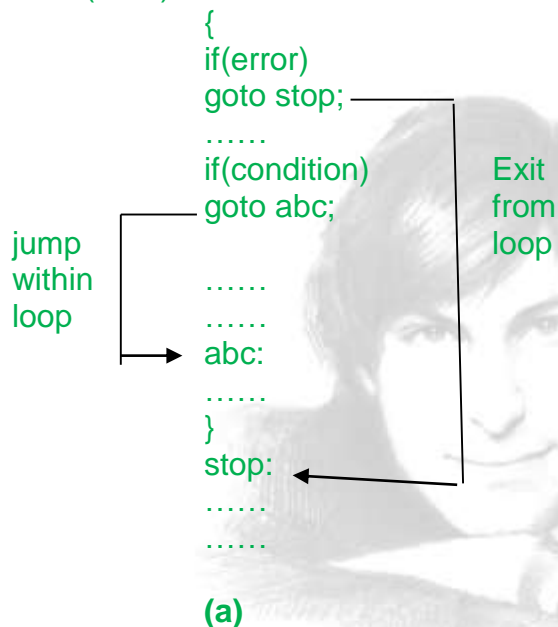 {
if(error)
goto stop;
......
if(condition)
goto abc;
jump
within
loop
Exit
from
loop
......
......
abc:
......
}
stop:
......
......
(a)